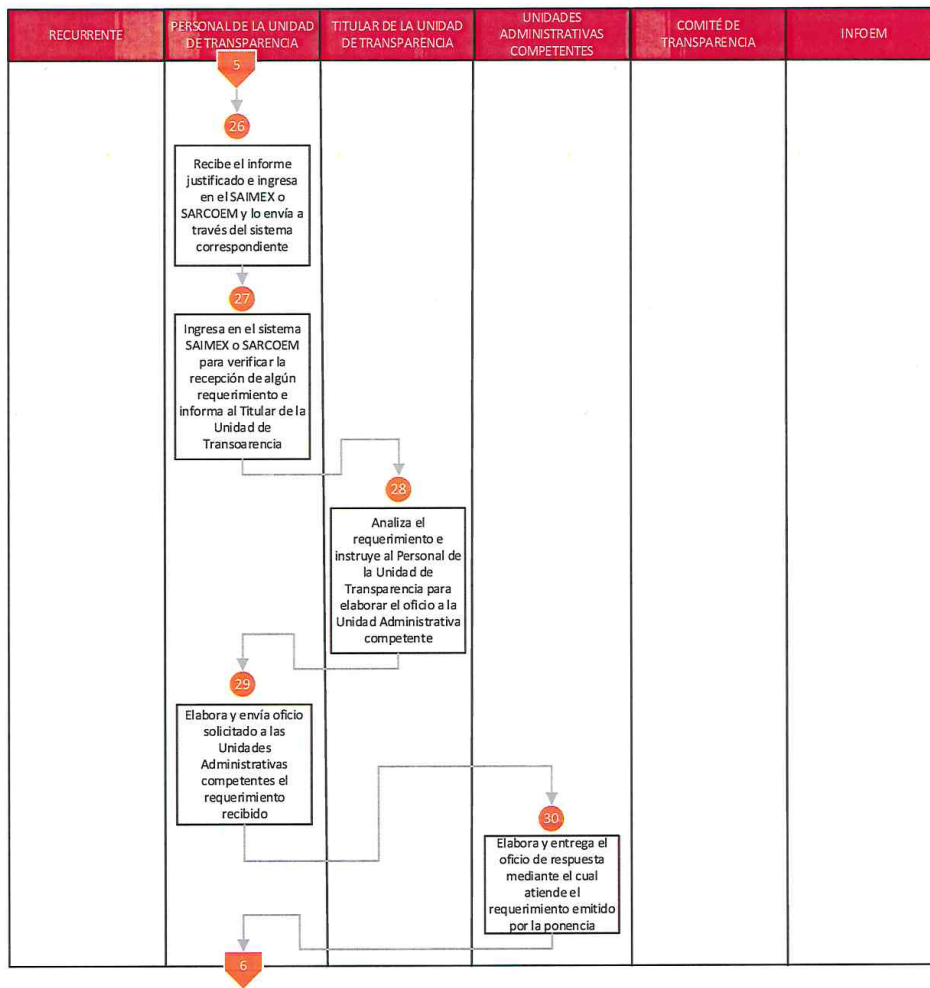 RECURRENTE
PERSONAL DE LA UNIDAD
DE TRANSPARENCIA
TITULAR DE LA UNIDAD
DE TRANSPARENCIA
UNIDADES
ADMINISTRATIVAS
COMPETENTES
COMITÉ DE
TRANSPARENCIA
INFOEM
5
26
Recibe el informe
justificado e ingresa
en el SAIMEX o
SARCOEM y lo envía a
través del sistema
correspondiente
27
Ingresa en el sistema
SAIMEX o SARCOEM
para verificar la
recepción de algún
requerimiento e
informa al Titular de la
Unidad de
Transoarencia
28
Analiza el
requerimiento e
instruye al Personal de
la Unidad de
Transparencia para
elaborar el oficio a la
Unidad Administrativa
competente
29
Elabora y envía oficio
solicitado a las
Unidades
Administrativas
competentes el
requerimiento
recibido
30
Elabora y entrega el
oficio de respuesta
mediante el cual
atiende el
requerimiento emitido
por la ponencia
6